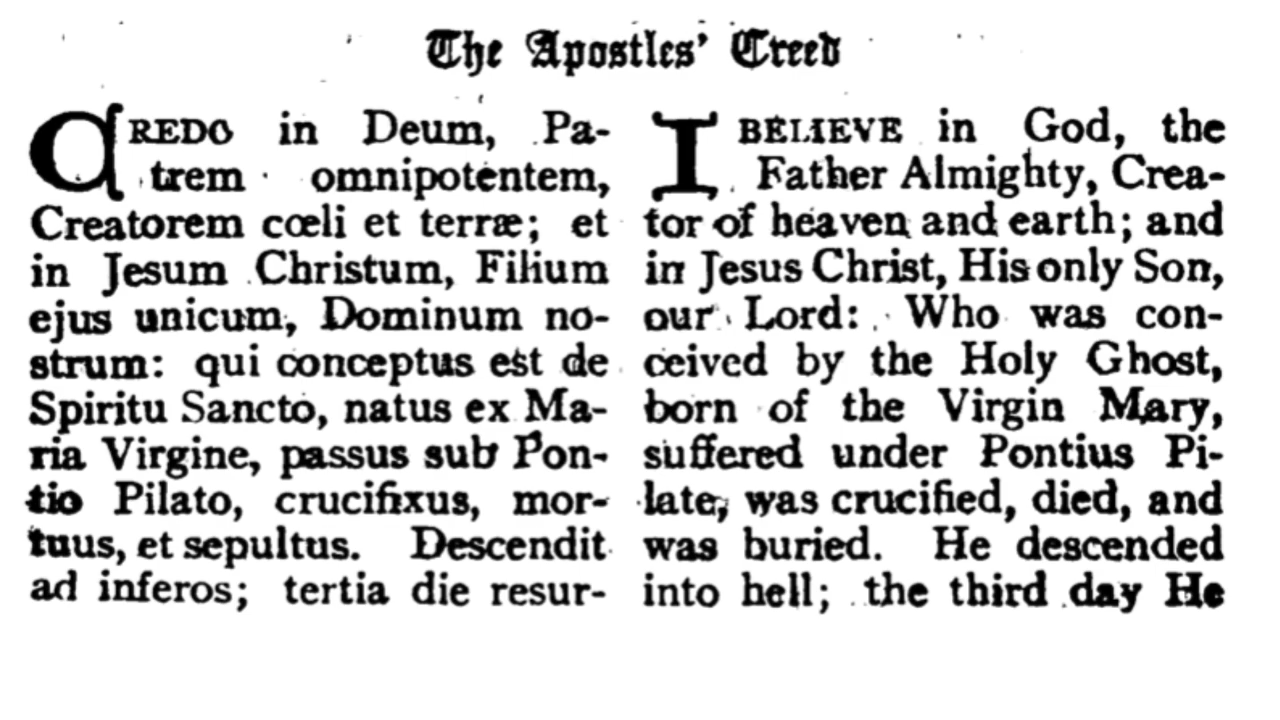 The Apostles' Creed
CREDO in Deum, Pa-
trem omnipotentem,
Creatorem cœli et terræ; et
in Jesum Christum, Filium
ejus unicum, Dominum no-
strum: qui conceptus est de
Spiritu Sancto, natus ex Ma-
ria Virgine, passus sub Pon-
tio Pilato, crucifixus, mor-
tuus, et sepultus. Descendit
ad inferos; tertia die resur-
I BELIEVE in God, the
Father Almighty, Crea-
tor of heaven and earth; and
in Jesus Christ, His only Son,
our Lord: Who was con-
ceived by the Holy Ghost,
born of the Virgin Mary,
suffered under Pontius Pi-
late, was crucified, died, and
was buried. He descended
into hell; the third day He